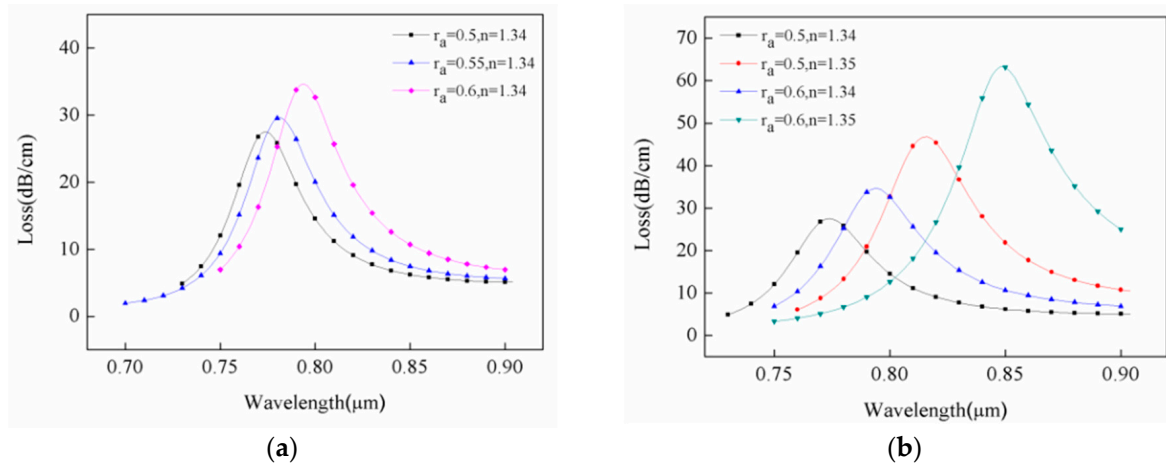 40
30
20
10
0
Loss(dB/cm)
0.70 0.75 0.80 0.85 0.90
Wavelength(μm)
rₐ=0.5,n=1.34
rₐ=0.55,n=1.34
rₐ=0.6,n=1.34
(a)
70
60
50
40
30
20
10
0
Loss(dB/cm)
0.75 0.80 0.85 0.90
Wavelength(μm)
rₐ=0.5,n=1.34
rₐ=0.5,n=1.35
rₐ=0.6,n=1.34
rₐ=0.6,n=1.35
(b)